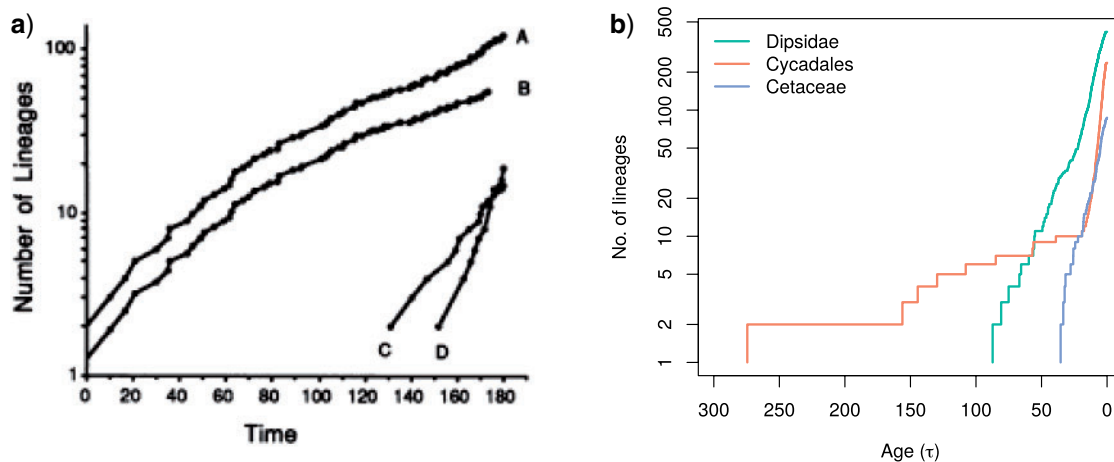 a)
Number of Lineages
100
10
1
A
B
C
D
0 20 40 60 80 100 120 140 160 180
Time
b)
No. of lineages
500
200
100
50
20
10
5
2
1
Dipsidae
Cycadales
Cetaceae
300 250 200 150 100 50 0
Age (τ)